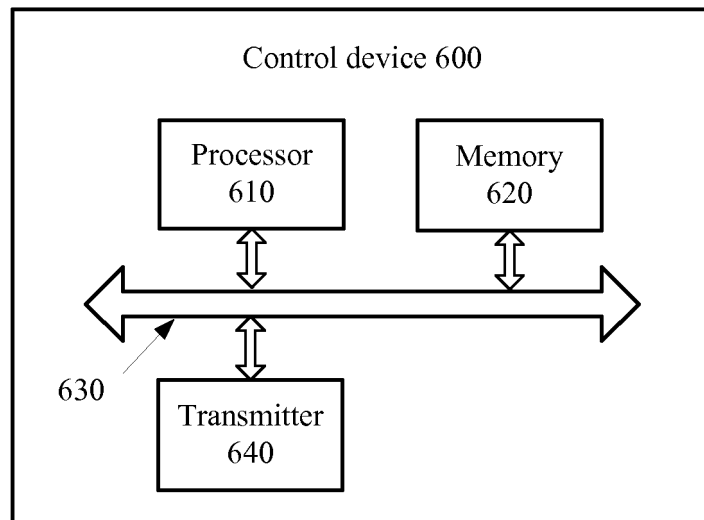 Control device 600
Processor
610
Memory
620
630
Transmitter
640